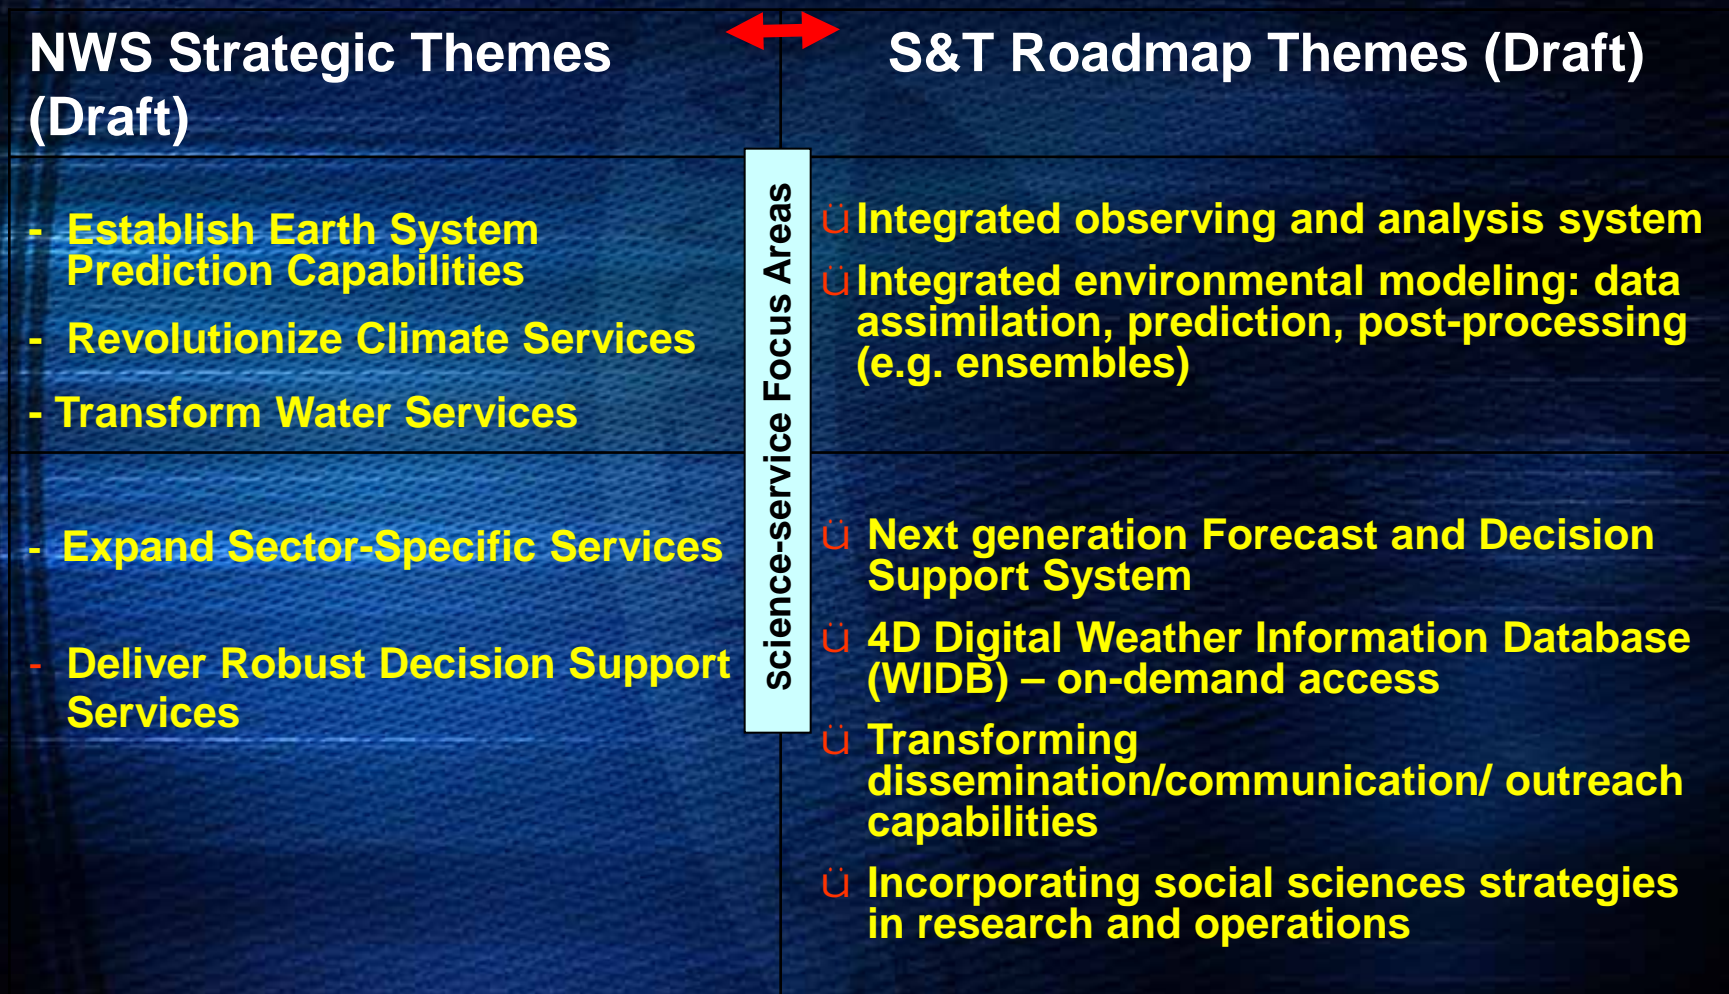 NWS Strategic Themes
(Draft)
S&T Roadmap Themes (Draft)
- Establish Earth System
Prediction Capabilities
- Revolutionize Climate Services
- Transform Water Services
science-service Focus Areas
ü Integrated observing and analysis system
ü Integrated environmental modeling: data
assimilation, prediction, post-processing
(e.g. ensembles)
- Expand Sector-Specific Services
- Deliver Robust Decision Support
Services
ü Next generation Forecast and Decision
Support System
ü 4D Digital Weather Information Database
(WIDB) – on-demand access
ü Transforming
dissemination/communication/ outreach
capabilities
ü Incorporating social sciences strategies
in research and operations